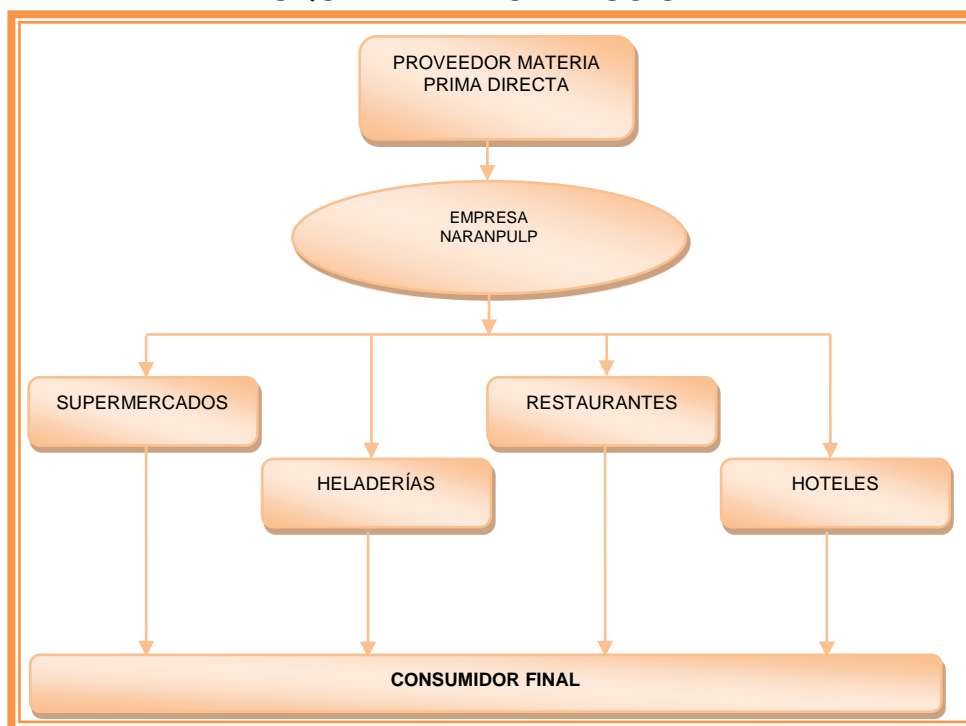 PROVEEDOR MATERIA
PRIMA DIRECTA
EMPRESA
NARANPULP
SUPERMERCADOS
RESTAURANTES
HELADERÍAS
HOTELES
CONSUMIDOR FINAL